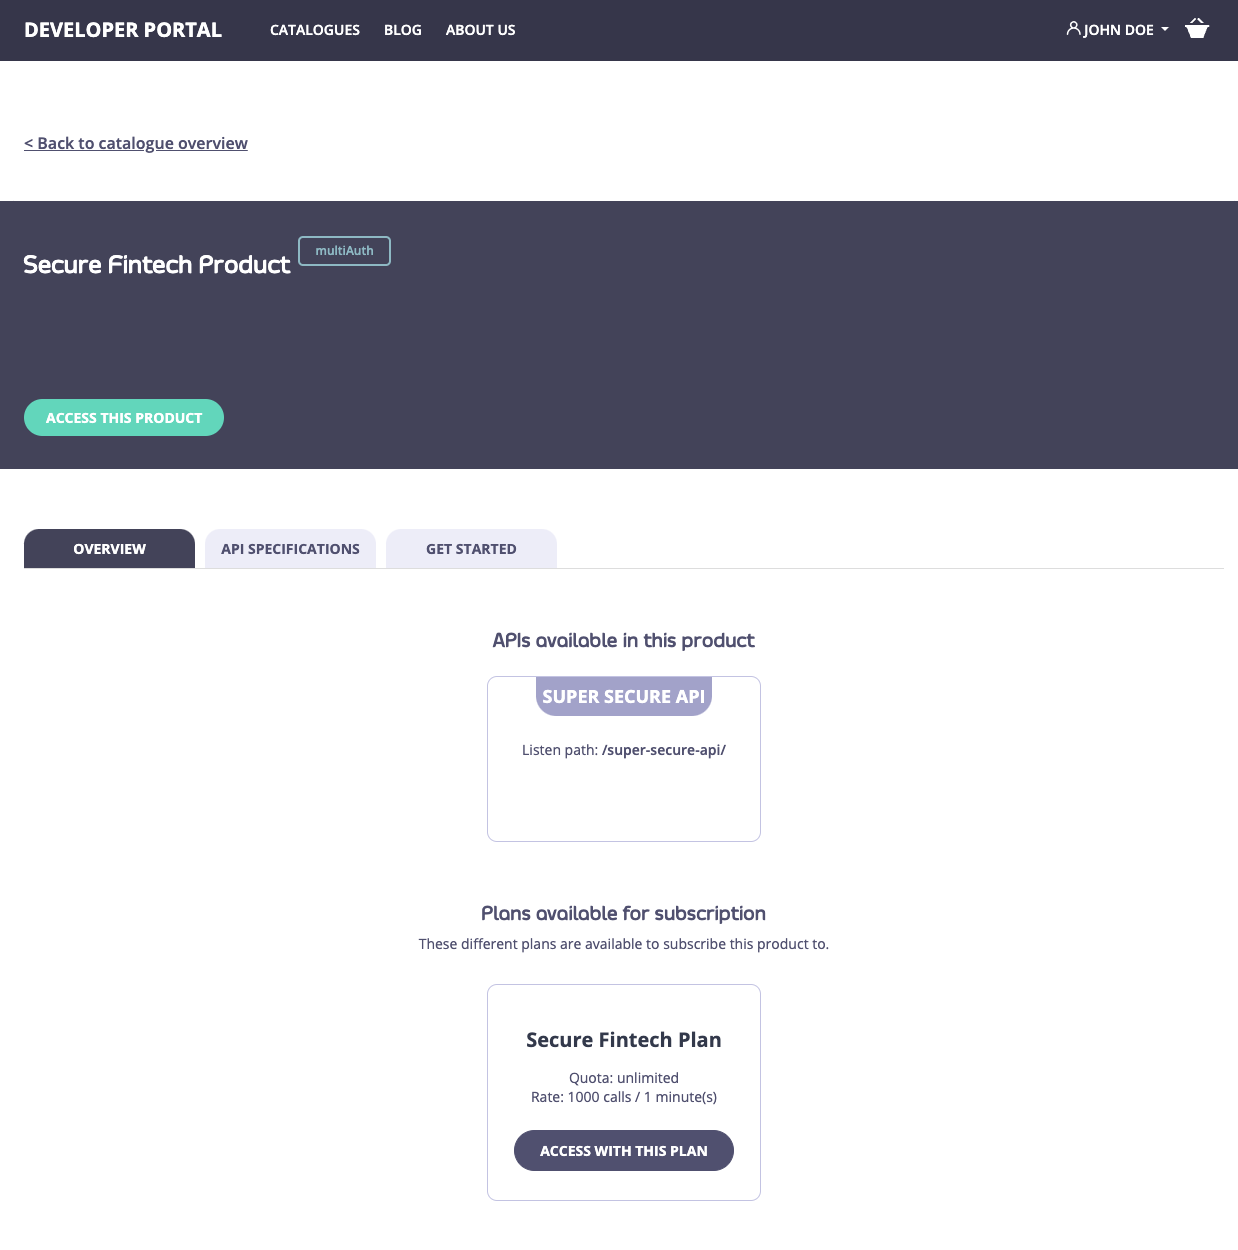 DEVELOPER PORTAL CATALOGUES BLOG ABOUT US JOHN DOE
< Back to catalogue overview
Secure Fintech Product multiAuth
ACCESS THIS PRODUCT
OVERVIEW API SPECIFICATIONS GET STARTED
APIs available in this product
SUPER SECURE API
Listen path: /super-secure-api/
Plans available for subscription
These different plans are available to subscribe this product to.
Secure Fintech Plan
Quota: unlimited
Rate: 1000 calls / 1 minute(s)
ACCESS WITH THIS PLAN